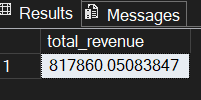 Results Messages
total_revenue
1 817860.05083847